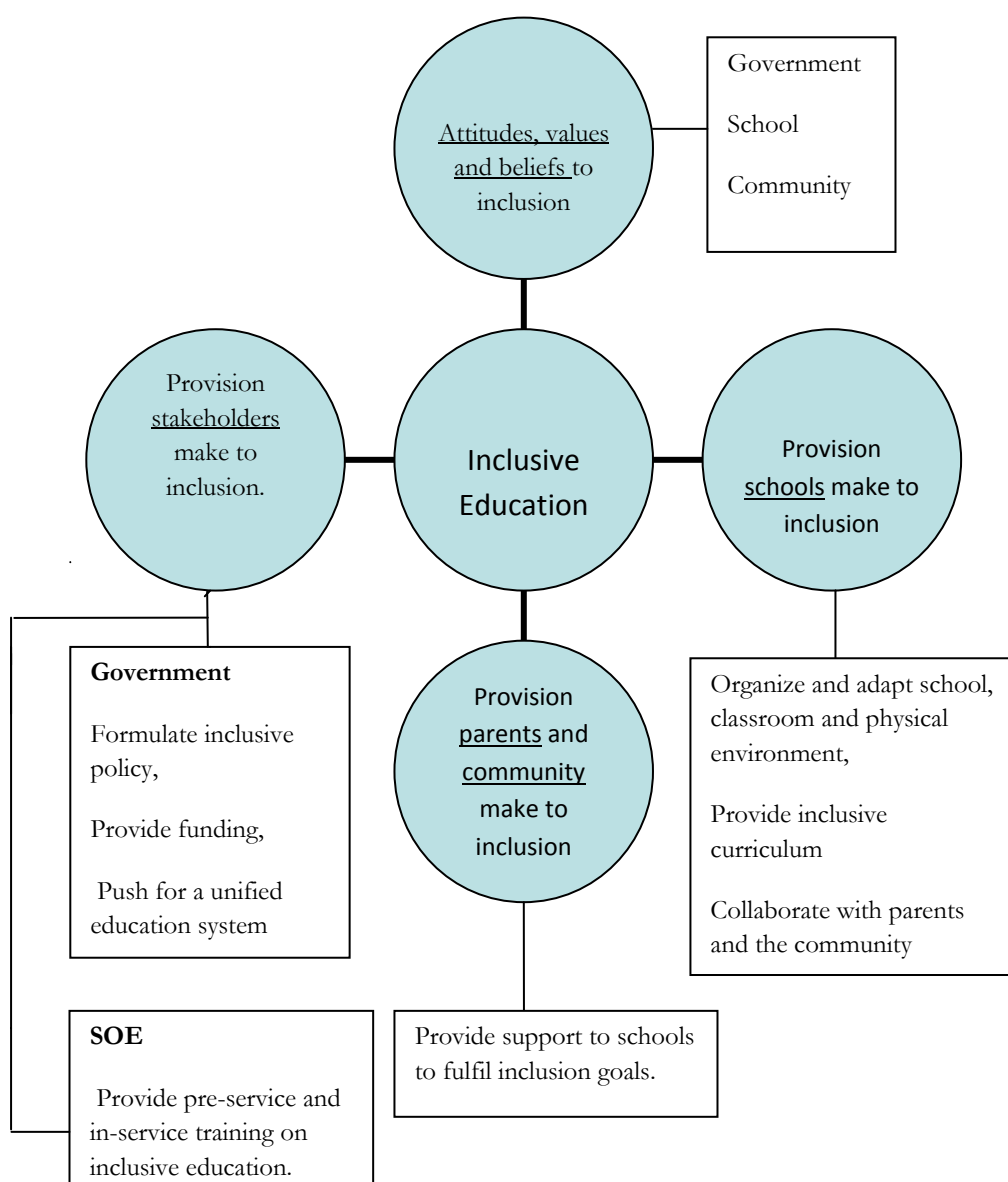 Government
School
Community
Attitudes, values
and beliefs to
inclusion
Provision
stakeholders
make to
inclusion.
Inclusive
Education
Provision
schools make to
inclusion
Government
Formulate inclusive
policy,
Provide funding,
Push for a unified
education system
Provision
parents and
community
make to
inclusion
Organize and adapt school,
classroom and physical
environment,
Provide inclusive
curriculum
Collaborate with parents
and the community
SOE
Provide pre-service and
in-service training on
inclusive education.
Provide support to schools
to fulfil inclusion goals.